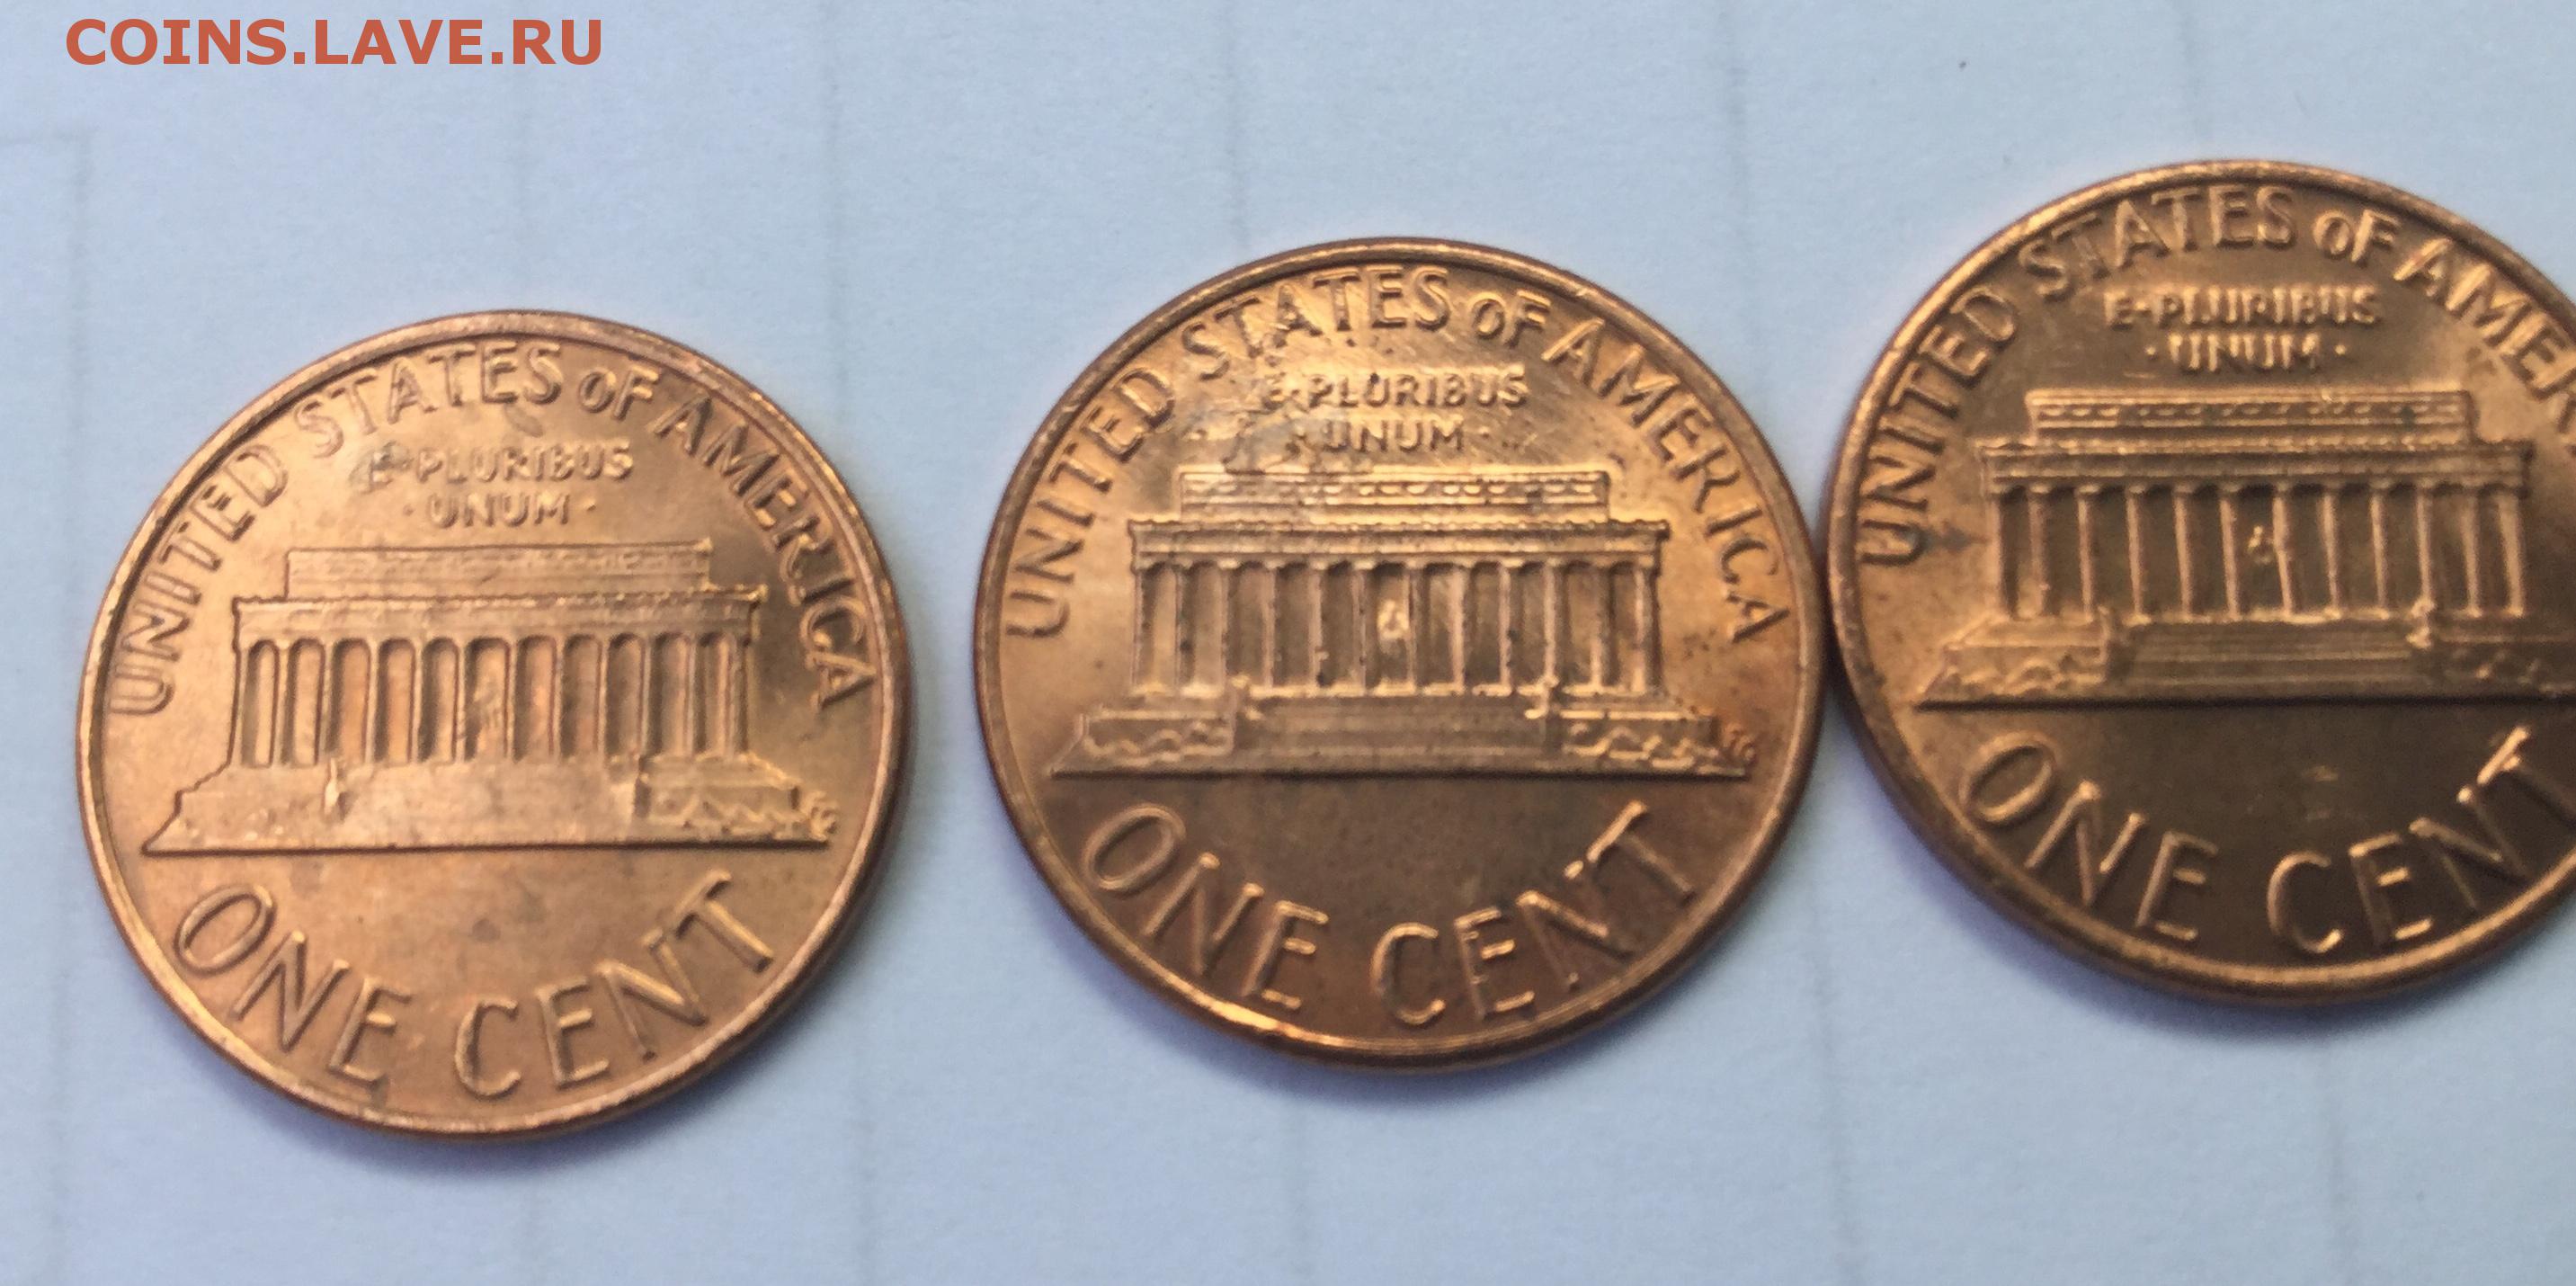 COINS.LAVE.RU
UNITED STATES OF AMERICA
E·PLURIBUS
·UNUM·
ONE CENT
UNITED STATES OF AMERICA
E·PLURIBUS
·UNUM·
ONE CENT
UNITED STATES OF AMER
E·PLURIBUS
·UNUM·
ONE CENT